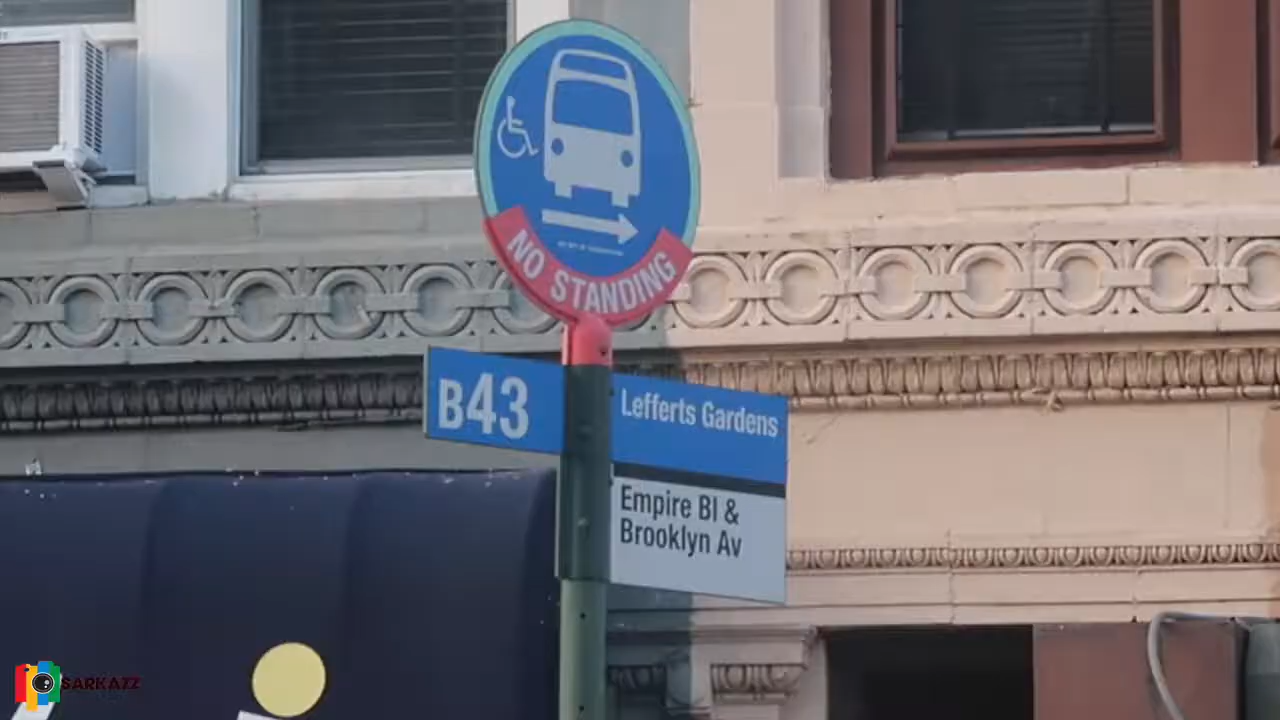 NO STANDING
B43
Lefferts Gardens
Empire Bl &
Brooklyn Av
SARKAZZ